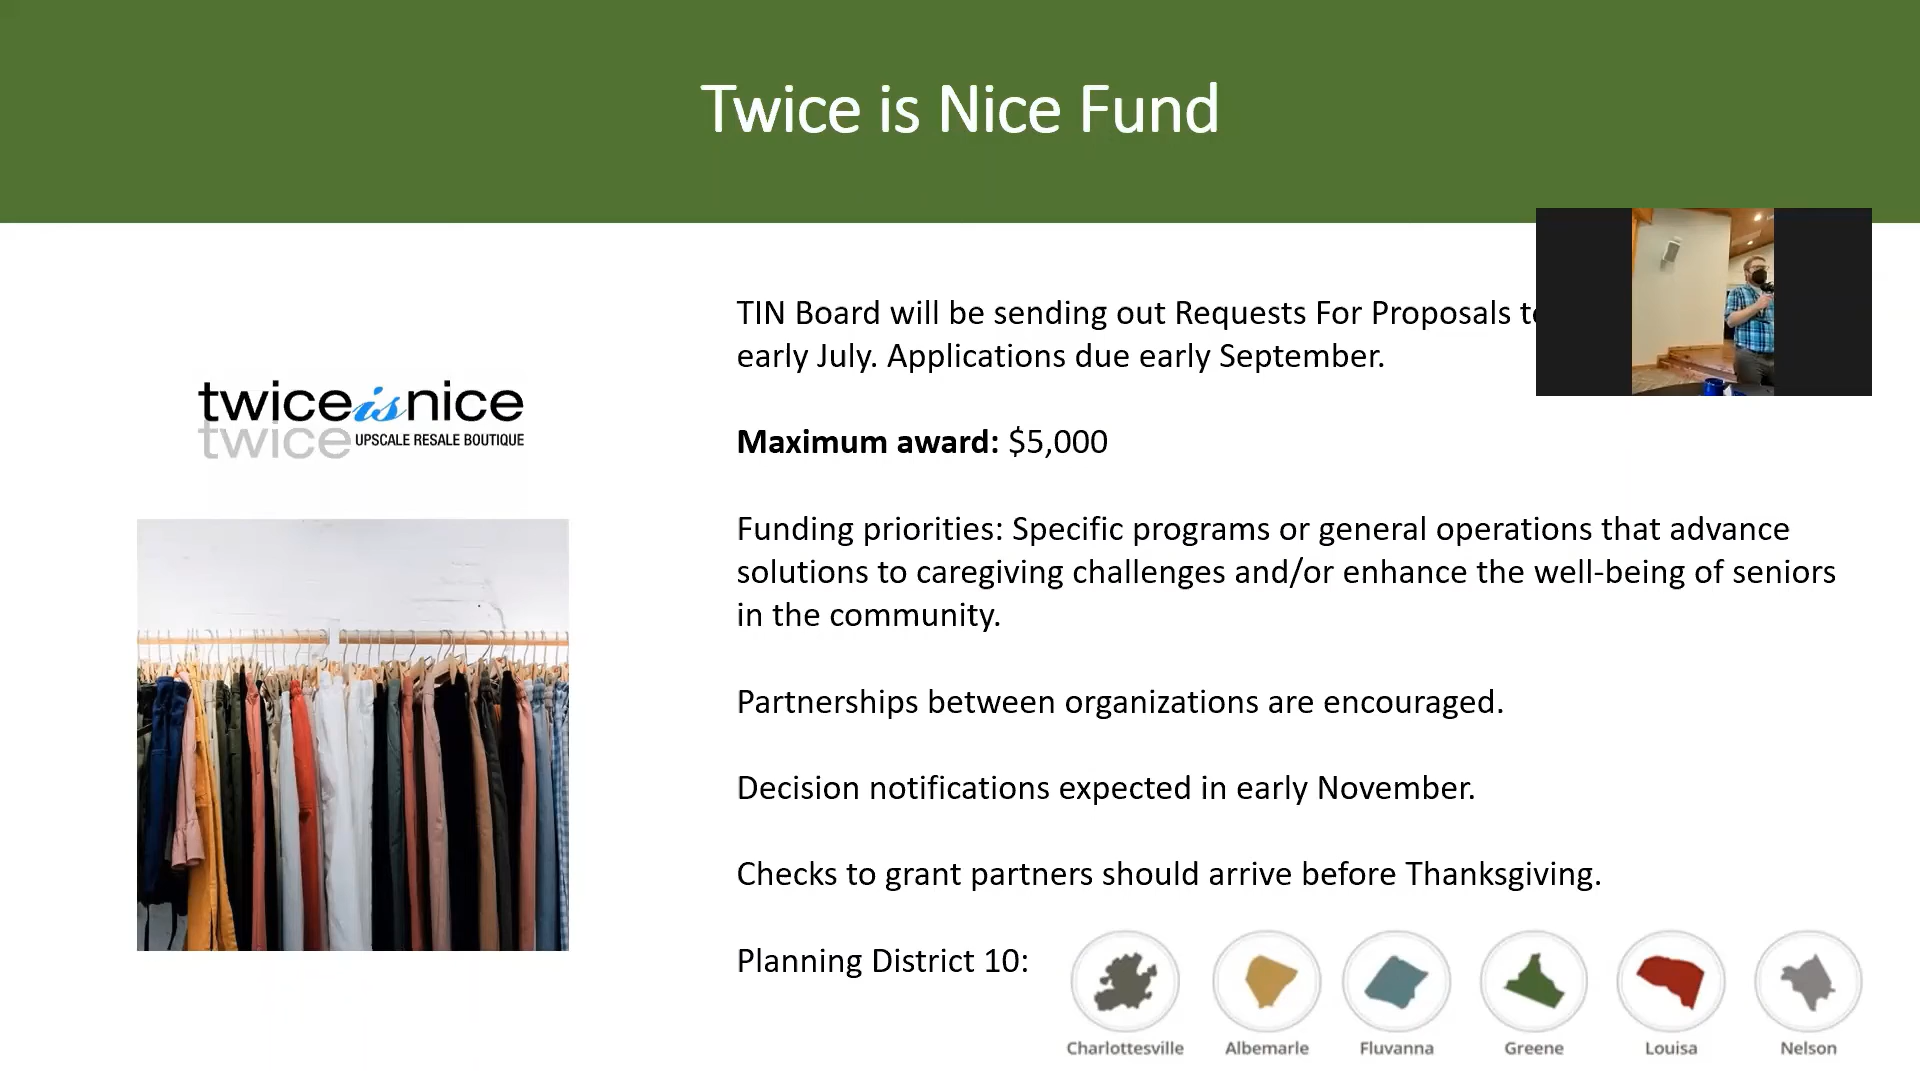 Twice is Nice Fund
twice is nice
twice UPSCALE RESALE BOUTIQUE
TIN Board will be sending out Requests For Proposals
early July. Applications due early September.
Maximum award: $5,000
Funding priorities: Specific programs or general operations that advance
solutions to caregiving challenges and/or enhance the well-being of seniors
in the community.
Partnerships between organizations are encouraged.
Decision notifications expected in early November.
Checks to grant partners should arrive before Thanksgiving.
Planning District 10:
Charlottesville Albemarle Fluvanna Greene Louisa Nelson